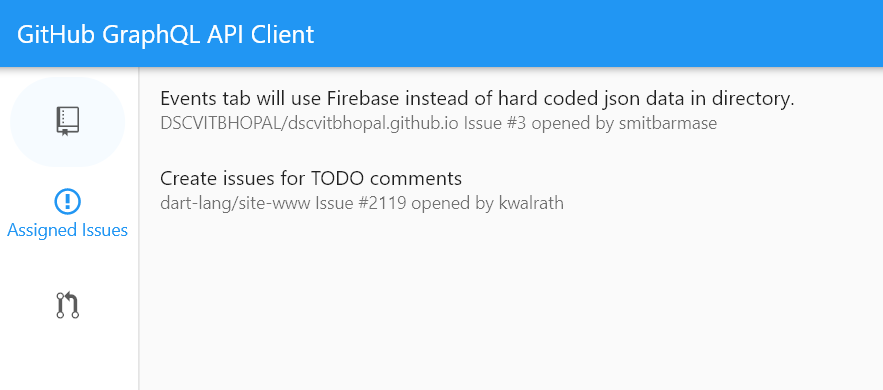 GitHub GraphQL API Client
Assigned Issues
Events tab will use Firebase instead of hard coded json data in directory.
DSCVITBHOPAL/dscvitbhopal.github.io Issue #3 opened by smitbarmase
Create issues for TODO comments
dart-lang/site-www Issue #2119 opened by kwalrath